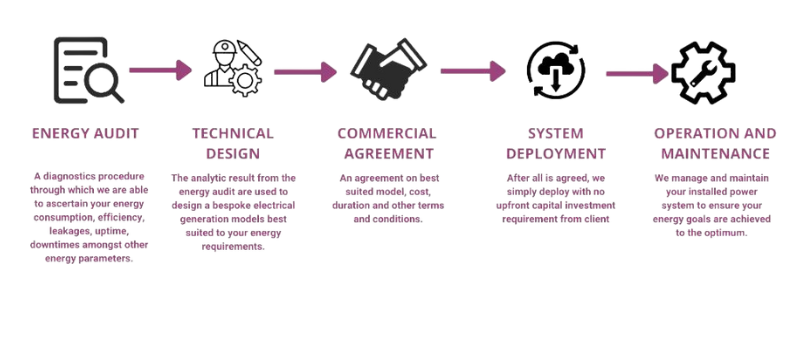 ENERGY AUDIT
A diagnostics procedure
through which we are able
to ascertain your energy
consumption, efficiency,
leakages, uptime,
downtimes amongst other
energy parameters.
TECHNICAL
DESIGN
The analytic result from the
energy audit are used to
design a bespoke electrical
generation models best
suited to your energy
requirements.
COMMERCIAL
AGREEMENT
An agreement on best
suited model, cost,
duration and other terms
and conditions.
SYSTEM
DEPLOYMENT
After all is agreed, we
simply deploy with no
upfront capital investment
requirement from client
OPERATION AND
MAINTENANCE
We manage and maintain
your installed power
system to ensure your
energy goals are achieved
to the optimum.